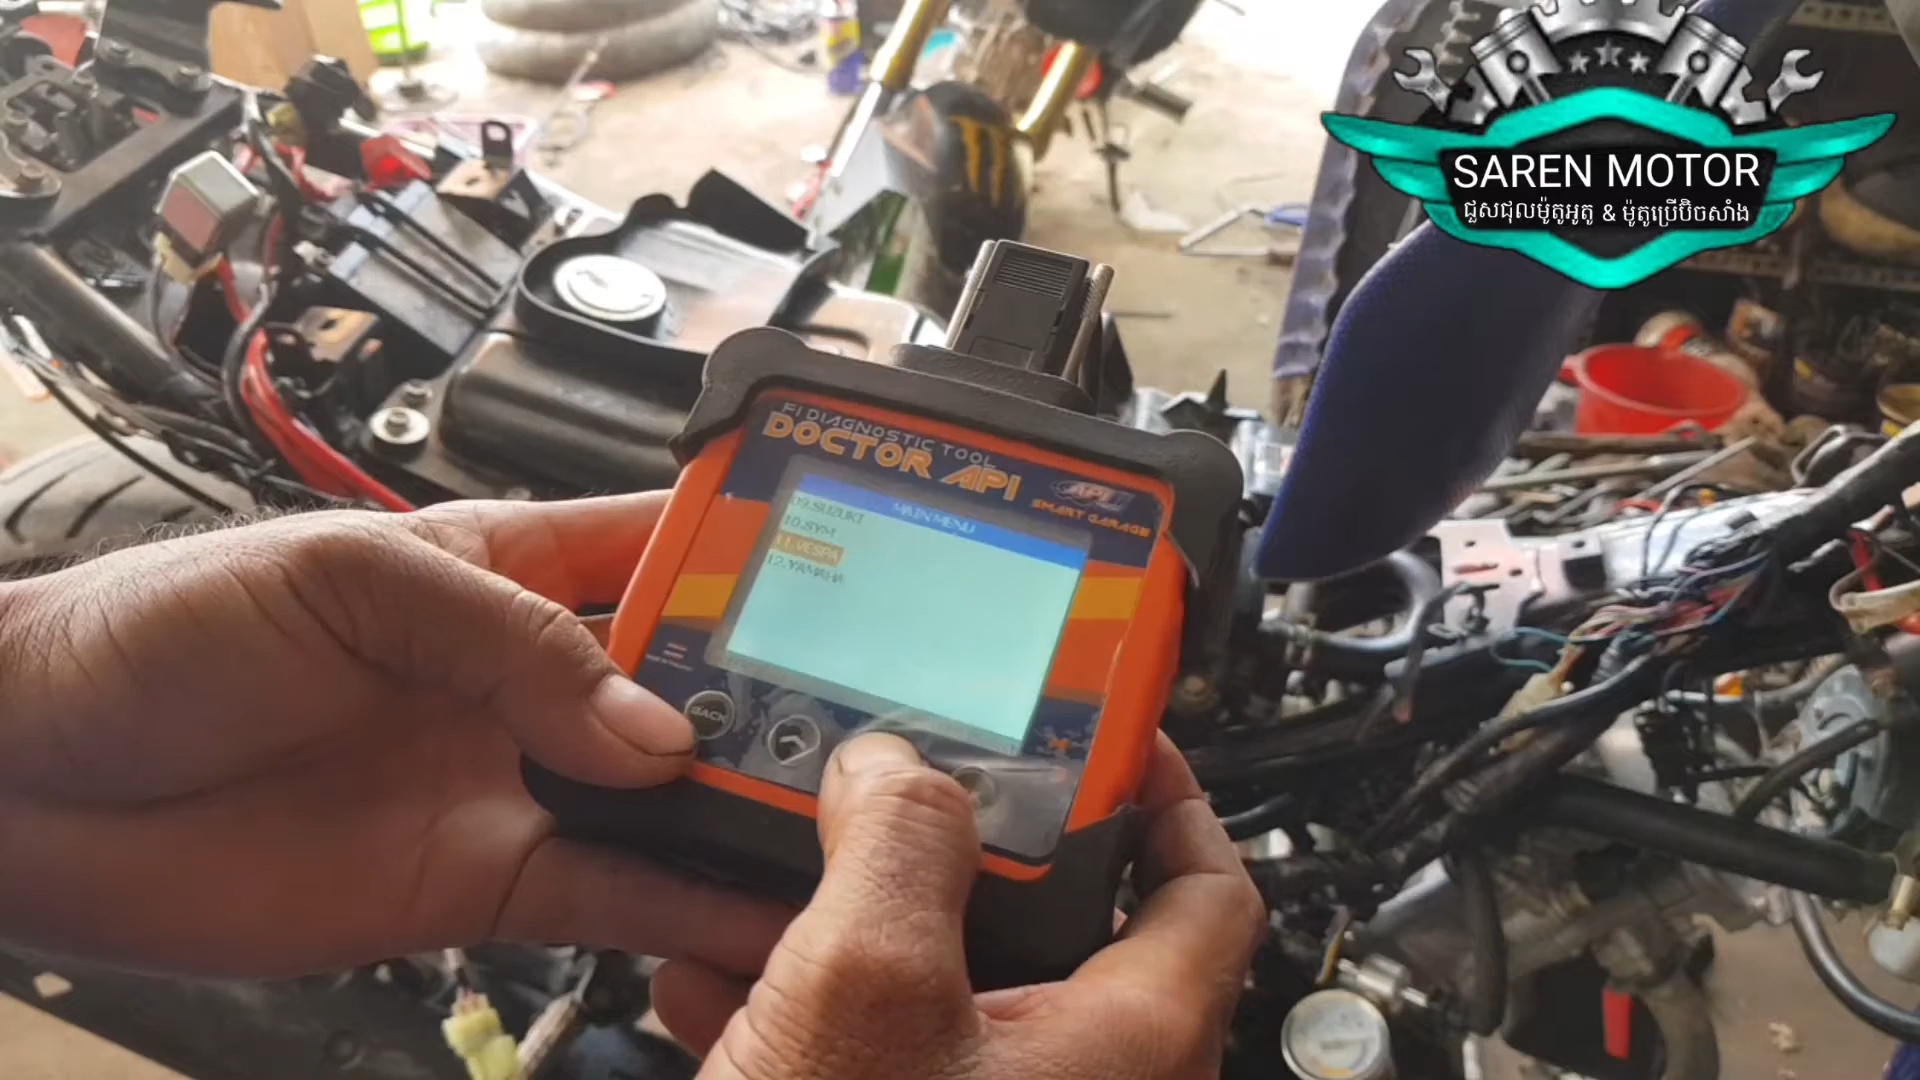 SAREN MOTOR
ជួសជុលម៉ូតូអូតូ & ម៉ូតូប្រើប៊ិចសាំង
FI DIAGNOSTIC TOOL
DOCTOR API
API
SMART GARAGE
MAIN MENU
09.SUZUKI
10.SYM
11.VESPA
12.YAMAHA
BACK